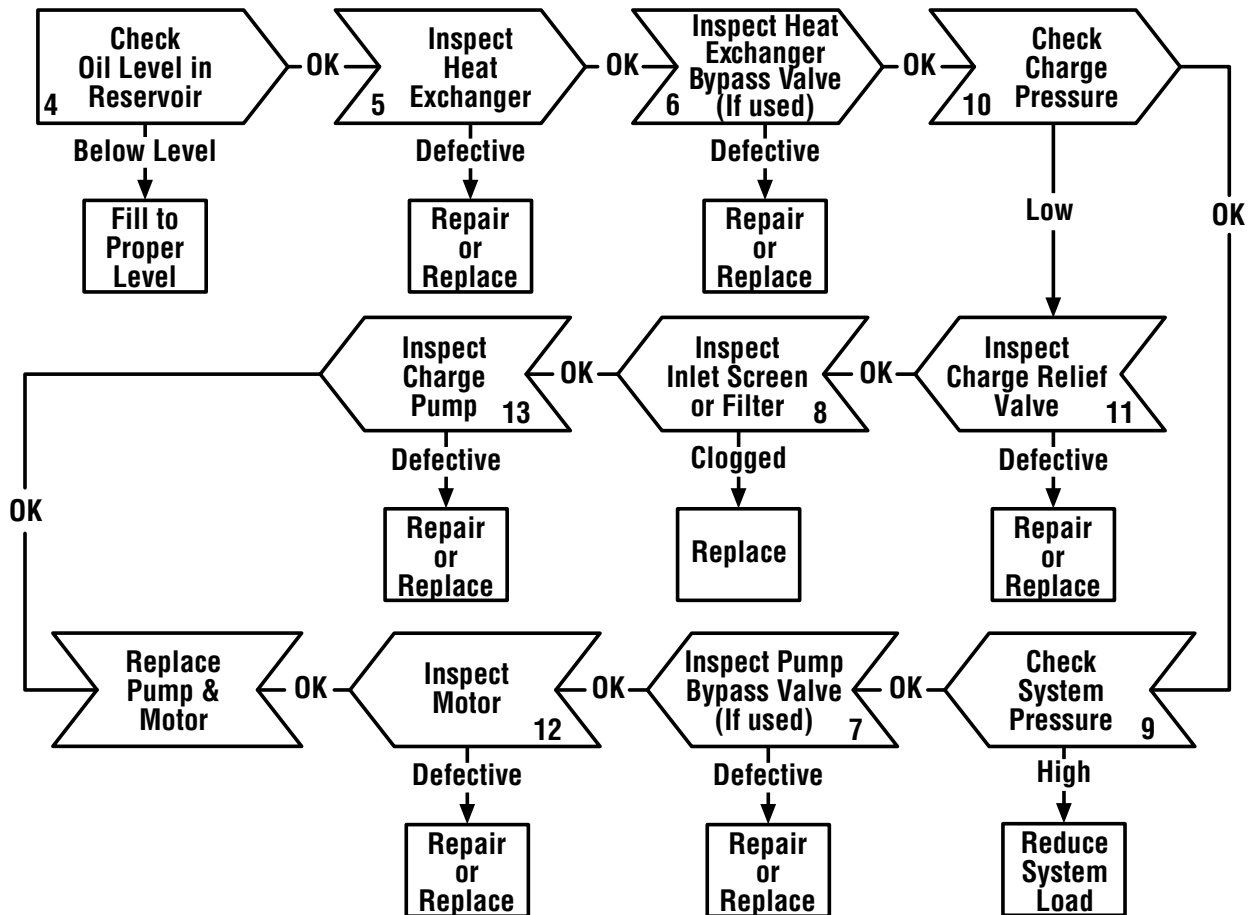 Check
Oil Level in
Reservoir
4
OK
Inspect
Heat
Exchanger
5
OK
Inspect Heat
Exchanger
Bypass Valve
(If used)
6
OK
Check
Charge
Pressure
10
Below Level
Defective
Defective
Low
OK
Fill to
Proper
Level
Repair
or
Replace
Repair
or
Replace
Inspect
Charge
Pump
13
OK
Inspect
Inlet Screen
or Filter
8
OK
Inspect
Charge Relief
Valve
11
OK
Defective
Clogged
Defective
Repair
or
Replace
Replace
Repair
or
Replace
Replace
Pump &
Motor
OK
Inspect
Motor
12
OK
Inspect Pump
Bypass Valve
(If used)
7
OK
Check
System
Pressure
9
Defective
Defective
High
Repair
or
Replace
Repair
or
Replace
Reduce
System
Load